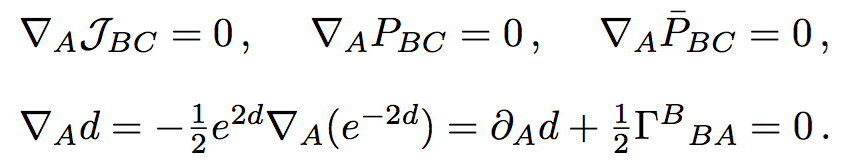 ∇_A 𝒥_{BC} = 0 , ∇_A P_{BC} = 0 , ∇_A P̄_{BC} = 0 ,
∇_A d = −½ e^{2d} ∇_A (e^{−2d}) = ∂_A d + ½ Γ^B_{BA} = 0 .